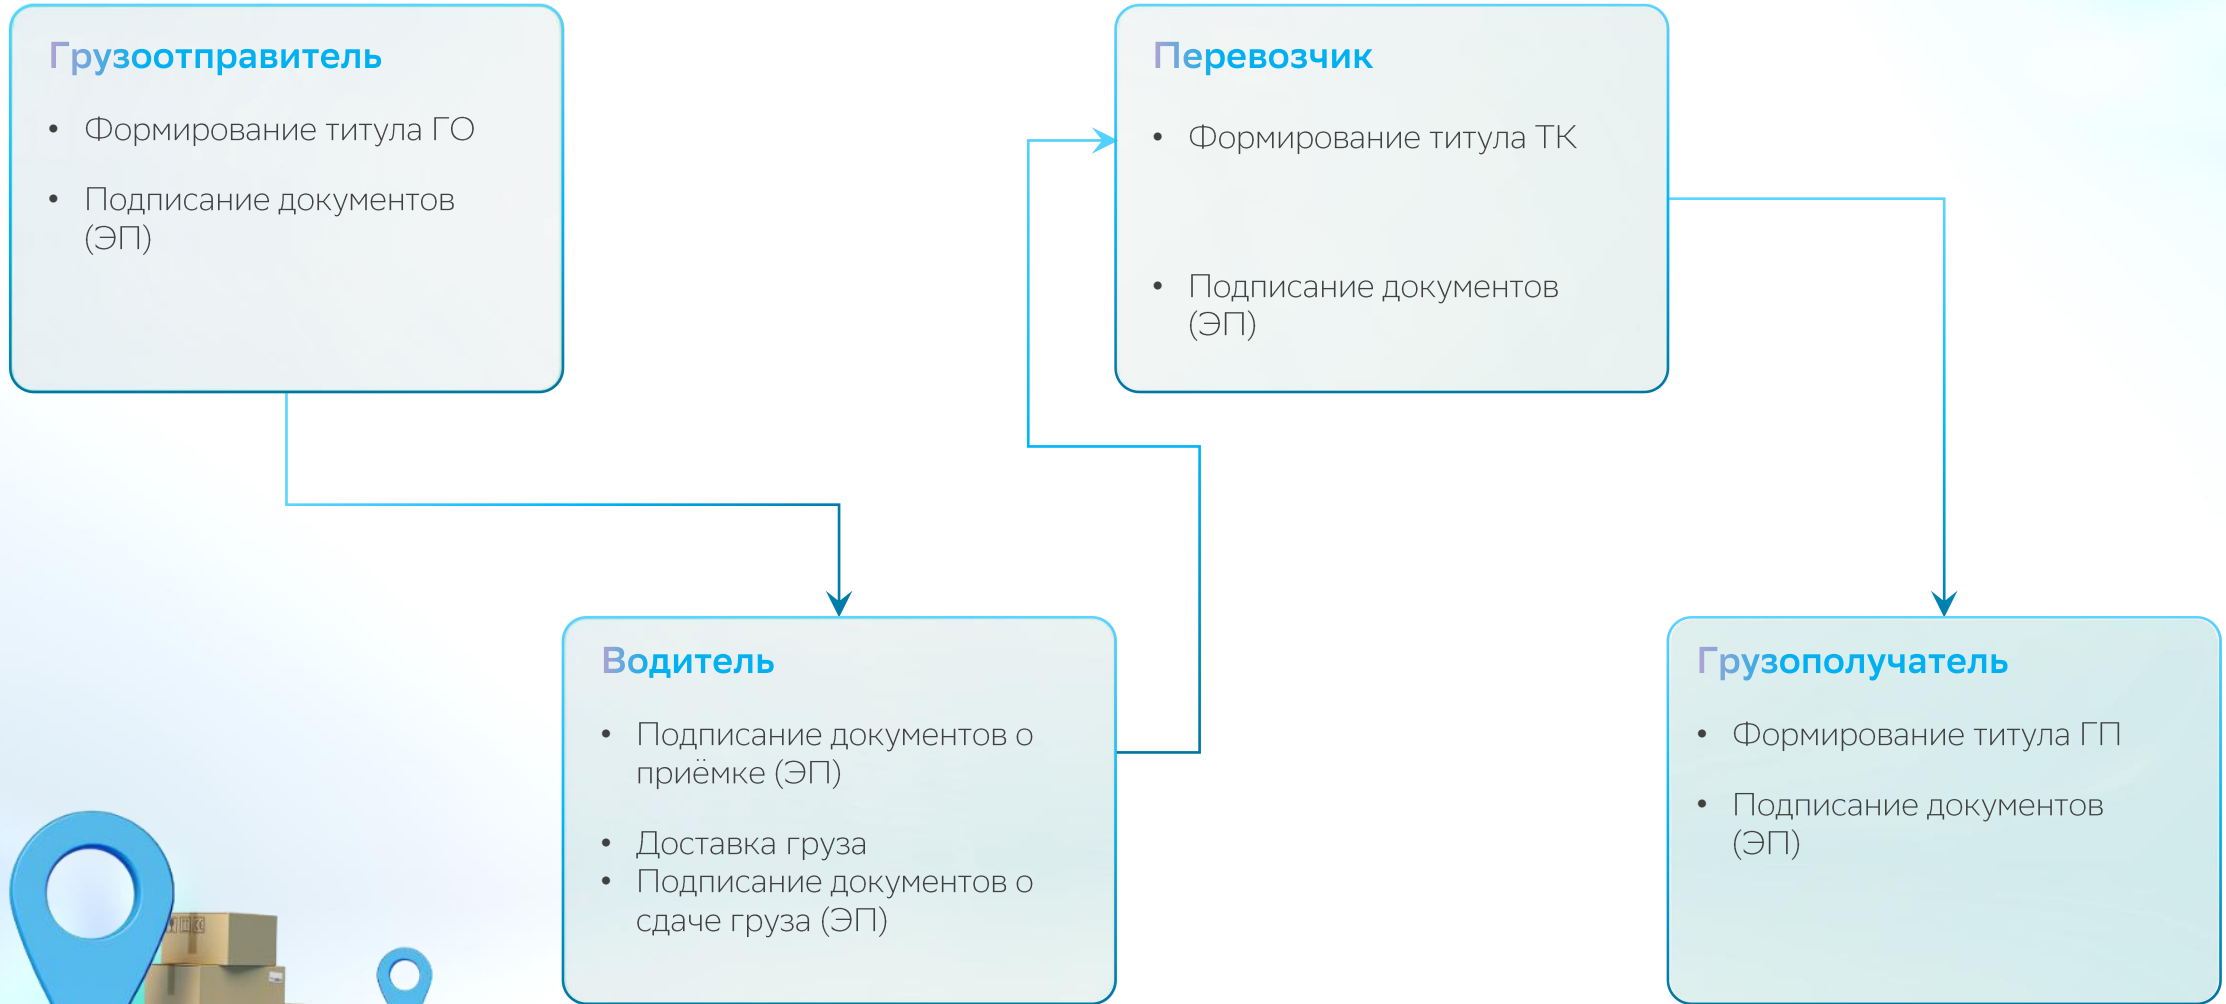 Грузоотправитель
• Формирование титула ГО
• Подписание документов
(ЭП)
Водитель
• Подписание документов о
приёмке (ЭП)
• Доставка груза
• Подписание документов о
сдаче груза (ЭП)
Перевозчик
• Формирование титула ТК
• Подписание документов
(ЭП)
Грузополучатель
• Формирование титула ГП
• Подписание документов
(ЭП)